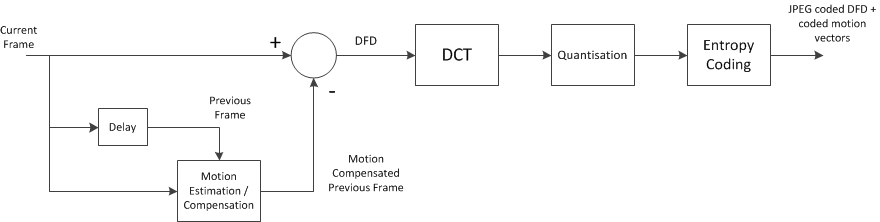 Current
Frame
+
DFD
DCT
Quantisation
Entropy
Coding
JPEG coded DFD +
coded motion
vectors
-
Previous
Frame
Delay
Motion
Estimation /
Compensation
Motion
Compensated
Previous Frame